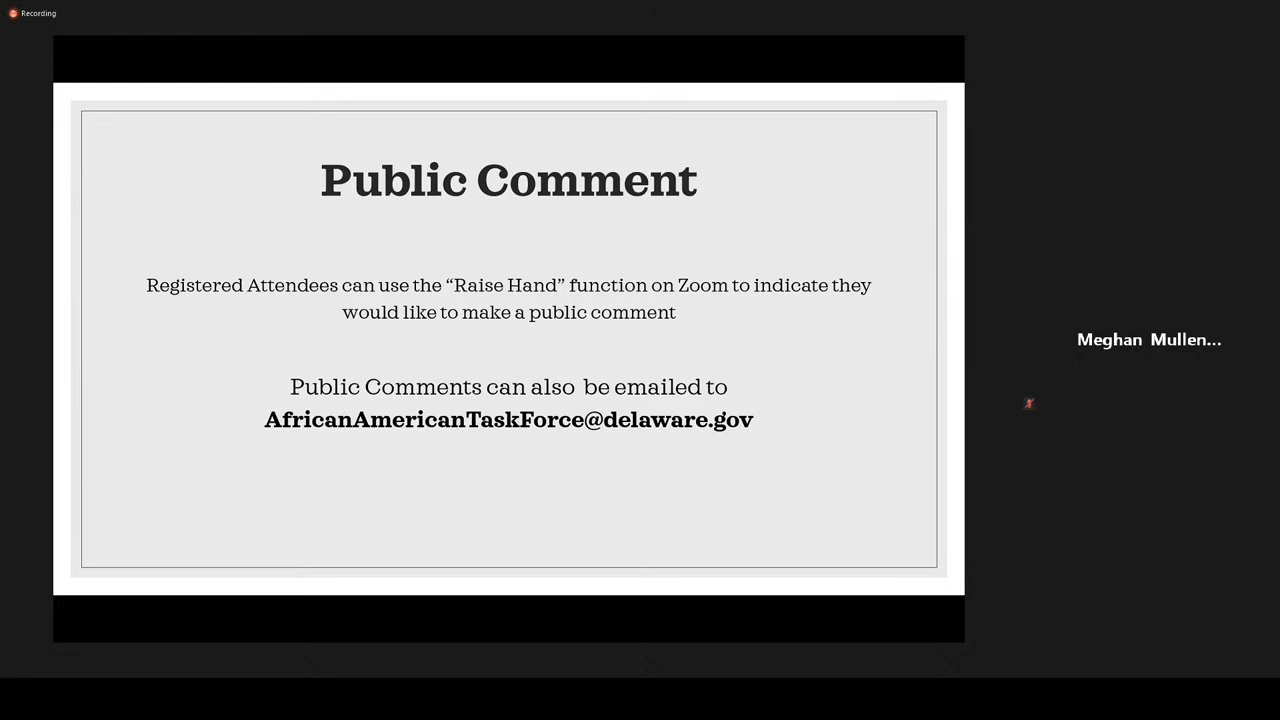 Recording
Public Comment
Registered Attendees can use the “Raise Hand” function on Zoom to indicate they
would like to make a public comment
Meghan Mullen...
Public Comments can also be emailed to
AfricanAmericanTaskForce@delaware.gov